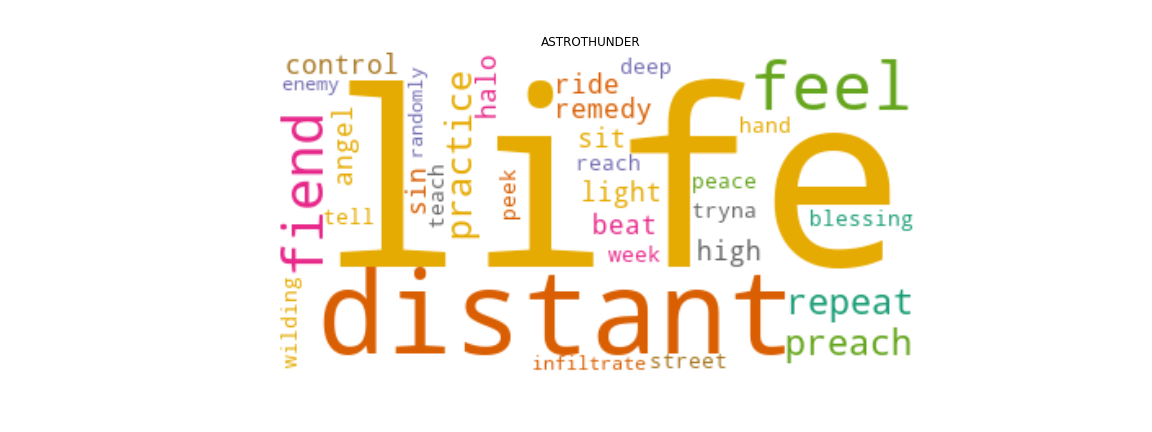 ASTROTHUNDER
control
enemy
randomly
practice
halo
ride
remedy
deep
feel
fiend
angel
life
sit
hand
reach
sin
teach
peek
light
peace
tell
beat
tryna
blessing
week
high
wilding
distant
repeat
preach
infiltrate
street